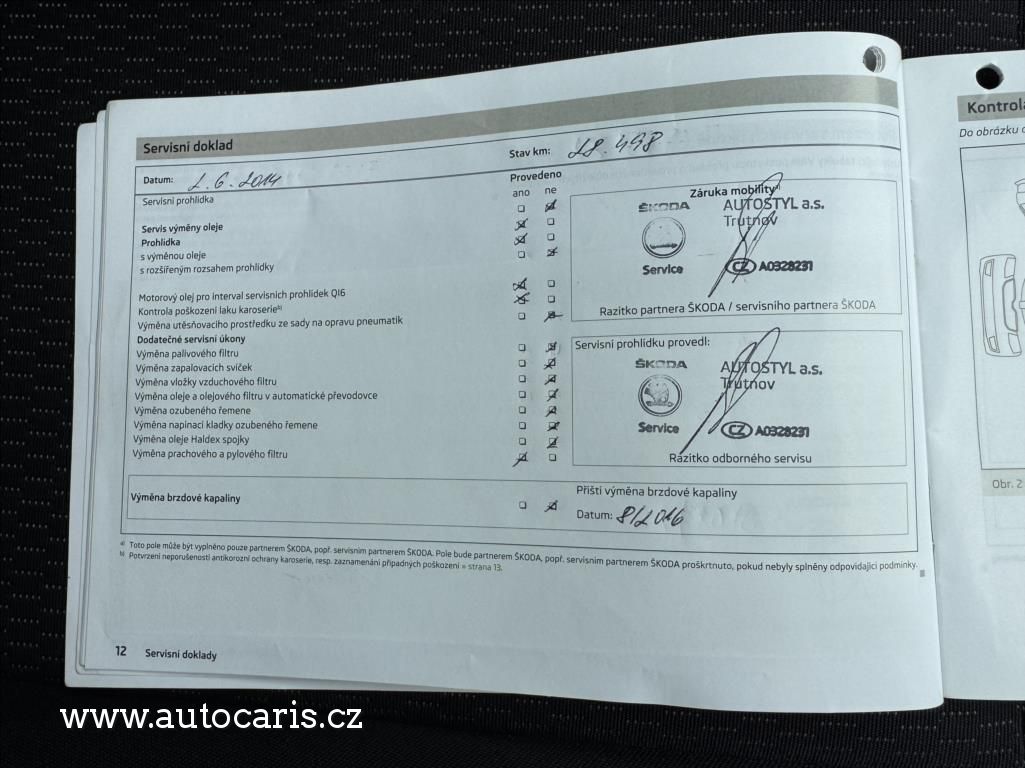 Servisní doklad
Datum: 2.6.2014
Stav km: 28.498
Servisní prohlídka
Provedeno
ano ne
Servis výměny oleje
Prohlídka
s výměnou oleje
s rozšířeným rozsahem prohlídky
Motorový olej pro interval servisních prohlídek QI6
Kontrola poškození laku karoserie b)
Výměna utěsňovacího prostředku ze sady na opravu pneumatik
Dodatečné servisní úkony
Výměna palivového filtru
Výměna zapalovacích svíček
Výměna vložky vzduchového filtru
Výměna oleje a olejového filtru v automatické převodovce
Výměna ozubeného řemene
Výměna napínací kladky ozubeného řemene
Výměna oleje Haldex spojky
Výměna prachového a pylového filtru
Záruka mobility a)
ŠKODA
Service
AUTOSTYL a.s.
Trutnov
CZ A0328231
Razítko partnera ŠKODA / servisního partnera ŠKODA
Servisní prohlídku provedl:
ŠKODA
Service
AUTOSTYL a.s.
Trutnov
CZ A0328231
Razítko odborného servisu
Výměna brzdové kapaliny
Příští výměna brzdové kapaliny
Datum: 8/2016
a) Toto pole může být vyplněno pouze partnerem ŠKODA, popř. servisním partnerem ŠKODA. Pole bude partnerem ŠKODA, popř. servisním partnerem ŠKODA proškrtnuto, pokud nebyly splněny odpovídající podmínky.
b) Potvrzení neporušenosti antikorozní ochrany karoserie, resp. zaznamenání případných poškození » strana 13.
12 Servisní doklady
Kontrola
Do obrázku
Obr. 2
www.autocaris.cz